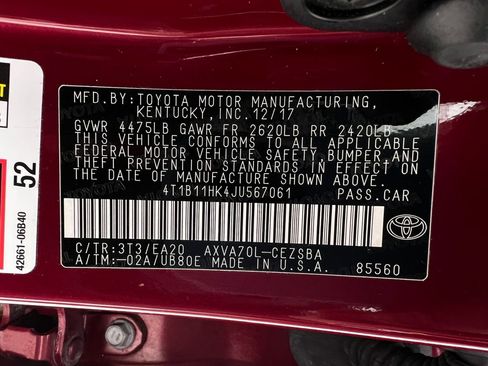 MFD.BY:TOYOTA MOTOR MANUFACTURING,
KENTUCKY, INC. 12/17
GVWR 4475LB GAWR FR 2620LB RR 2420LB
THIS VEHICLE CONFORMS TO ALL APPLICABLE
FEDERAL MOTOR VEHICLE SAFETY, BUMPER, AND
THEFT PREVENTION STANDARDS IN EFFECT
ON THE DATE OF MANUFACTURE SHOWN ABOVE.
4T1B11HK4JU567061 PASS.CAR
C/TR:3T3/EA20 AXVA70L-CEZSBA
A/TM:-02A/UB80E MADE IN U.S.A. 85560
52
42661-06B40